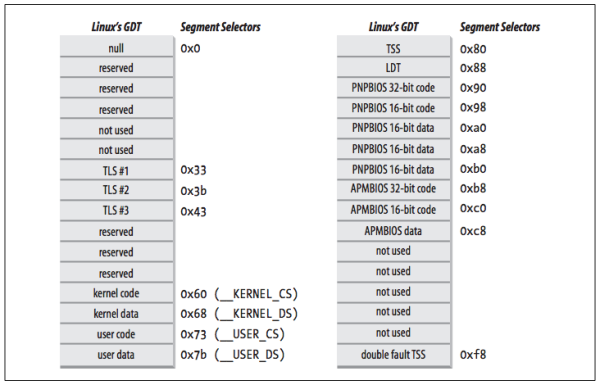 Linux's GDT Segment Selectors
null 0x0
reserved
reserved
reserved
not used
not used
TLS #1 0x33
TLS #2 0x3b
TLS #3 0x43
reserved
reserved
reserved
kernel code 0x60 (__KERNEL_CS)
kernel data 0x68 (__KERNEL_DS)
user code 0x73 (__USER_CS)
user data 0x7b (__USER_DS)
Linux's GDT Segment Selectors
TSS 0x80
LDT 0x88
PNPBIOS 32-bit code 0x90
PNPBIOS 16-bit code 0x98
PNPBIOS 16-bit data 0xa0
PNPBIOS 16-bit data 0xa8
PNPBIOS 16-bit data 0xb0
APMBIOS 32-bit code 0xb8
APMBIOS 16-bit code 0xc0
APMBIOS data 0xc8
not used
not used
not used
not used
not used
double fault TSS 0xf8